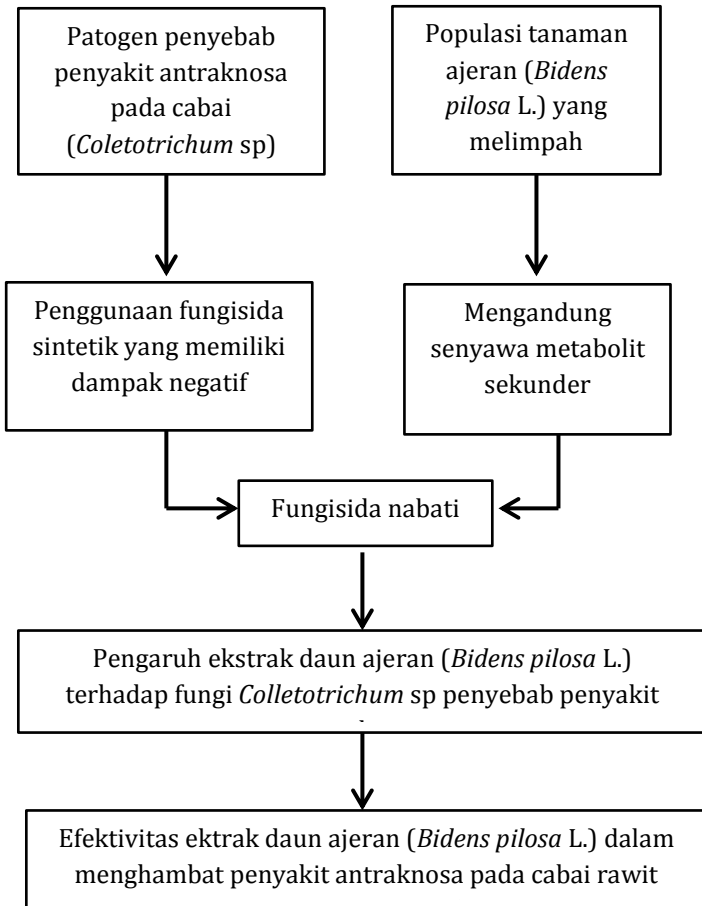 Patogen penyebab
penyakit antraknosa
pada cabai
(Coletotrichum sp)
Populasi tanaman
ajeran (Bidens
pilosa L.) yang
melimpah
Penggunaan fungisida
sintetik yang memiliki
dampak negatif
Mengandung
senyawa metabolit
sekunder
Fungisida nabati
Pengaruh ekstrak daun ajeran (Bidens pilosa L.)
terhadap fungi Colletotrichum sp penyebab penyakit
Efektivitas ektrak daun ajeran (Bidens pilosa L.) dalam
menghambat penyakit antraknosa pada cabai rawit